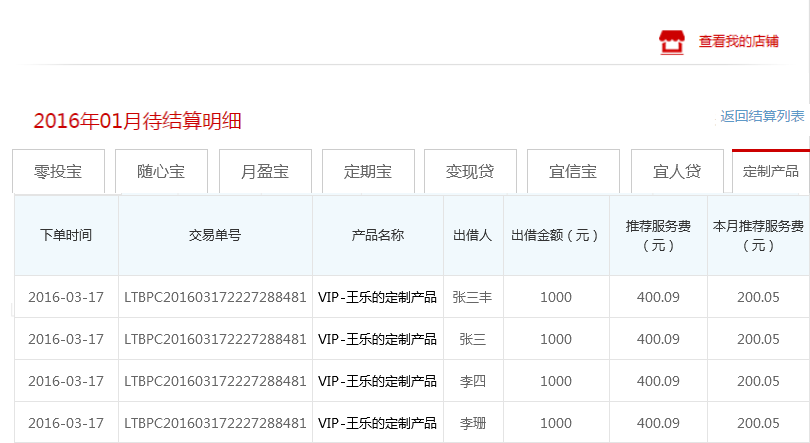 查看我的店铺
2016年01月待结算明细
返回结算列表
零投宝 随心宝 月盈宝 定期宝 变现贷 宜信宝 宜人贷 定制产品
下单时间 交易单号 产品名称 出借人 出借金额（元） 推荐服务费（元） 本月推荐服务费（元）
2016-03-17 LTBPC201603172227288481 VIP-王乐的定制产品 张三丰 1000 400.09 200.05
2016-03-17 LTBPC201603172227288481 VIP-王乐的定制产品 张三 1000 400.09 200.05
2016-03-17 LTBPC201603172227288481 VIP-王乐的定制产品 李四 1000 400.09 200.05
2016-03-17 LTBPC201603172227288481 VIP-王乐的定制产品 李珊 1000 400.09 200.05